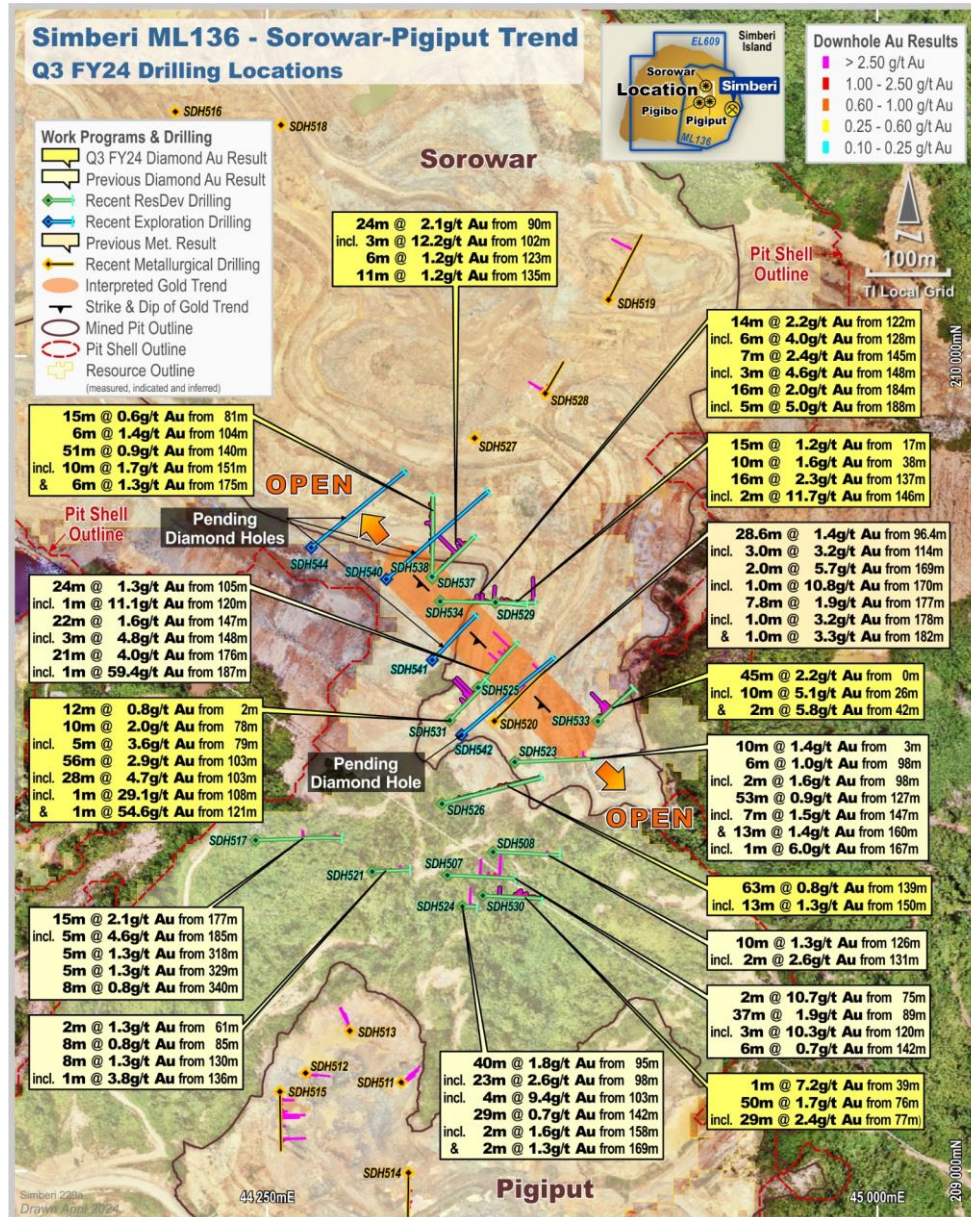 Simberi ML136 - Sorowar-Pigiput Trend
Q3 FY24 Drilling Locations
EL609
Simberi Island
Sorowar
Location
Simberi
Pigibo
Pigiput
ML136
Downhole Au Results
> 2.50 g/t Au
1.00 - 2.50 g/t Au
0.60 - 1.00 g/t Au
0.25 - 0.60 g/t Au
0.10 - 0.25 g/t Au
Z
100m
TI Local Grid
SDH516
SDH518
Work Programs & Drilling
Q3 FY24 Diamond Au Result
Previous Diamond Au Result
Recent ResDev Drilling
Recent Exploration Drilling
Previous Met. Result
Recent Metallurgical Drilling
Interpreted Gold Trend
Strike & Dip of Gold Trend
Mined Pit Outline
Pit Shell Outline
Resource Outline
(measured, indicated and inferred)
Sorowar
24m @ 2.1g/t Au from 90m
incl. 3m @ 12.2g/t Au from 102m
6m @ 1.2g/t Au from 123m
11m @ 1.2g/t Au from 135m
Pit Shell
Outline
SDH519
14m @ 2.2g/t Au from 122m
incl. 6m @ 4.0g/t Au from 128m
7m @ 2.4g/t Au from 145m
incl. 3m @ 4.6g/t Au from 148m
16m @ 2.0g/t Au from 184m
incl. 5m @ 5.0g/t Au from 188m
210 000mN
SDH528
SDH527
15m @ 0.6g/t Au from 81m
6m @ 1.4g/t Au from 104m
51m @ 0.9g/t Au from 140m
incl. 10m @ 1.7g/t Au from 151m
& 6m @ 1.3g/t Au from 175m
OPEN
15m @ 1.2g/t Au from 17m
10m @ 1.6g/t Au from 38m
16m @ 2.3g/t Au from 137m
incl. 2m @ 11.7g/t Au from 146m
Pit Shell
Outline
Pending
Diamond Holes
SDH544
SDH540
SDH538
SDH537
SDH534
SDH529
28.6m @ 1.4g/t Au from 96.4m
incl. 3.0m @ 3.2g/t Au from 114m
2.0m @ 5.7g/t Au from 169m
incl. 1.0m @ 10.8g/t Au from 170m
7.8m @ 1.9g/t Au from 177m
incl. 1.0m @ 3.2g/t Au from 178m
& 1.0m @ 3.3g/t Au from 182m
24m @ 1.3g/t Au from 105m
incl. 1m @ 11.1g/t Au from 120m
22m @ 1.6g/t Au from 147m
incl. 3m @ 4.8g/t Au from 148m
21m @ 4.0g/t Au from 176m
incl. 1m @ 59.4g/t Au from 187m
SDH541
SDH525
SDH531
SDH520
SDH533
SDH542
SDH523
45m @ 2.2g/t Au from 0m
incl. 10m @ 5.1g/t Au from 26m
& 2m @ 5.8g/t Au from 42m
12m @ 0.8g/t Au from 2m
10m @ 2.0g/t Au from 78m
incl. 5m @ 3.6g/t Au from 79m
56m @ 2.9g/t Au from 103m
incl. 28m @ 4.7g/t Au from 103m
incl. 1m @ 29.1g/t Au from 108m
& 1m @ 54.6g/t Au from 121m
Pending
Diamond Hole
10m @ 1.4g/t Au from 3m
6m @ 1.0g/t Au from 98m
incl. 2m @ 1.6g/t Au from 98m
53m @ 0.9g/t Au from 127m
incl. 7m @ 1.5g/t Au from 147m
& 13m @ 1.4g/t Au from 160m
incl. 1m @ 6.0g/t Au from 167m
OPEN
SDH526
SDH517
SDH521
SDH507
SDH508
SDH524
SDH530
63m @ 0.8g/t Au from 139m
incl. 13m @ 1.3g/t Au from 150m
15m @ 2.1g/t Au from 177m
incl. 5m @ 4.6g/t Au from 185m
5m @ 1.3g/t Au from 318m
5m @ 1.3g/t Au from 329m
8m @ 0.8g/t Au from 340m
10m @ 1.3g/t Au from 126m
incl. 2m @ 2.6g/t Au from 131m
2m @ 10.7g/t Au from 75m
37m @ 1.9g/t Au from 89m
incl. 3m @ 10.3g/t Au from 120m
6m @ 0.7g/t Au from 142m
2m @ 1.3g/t Au from 61m
8m @ 0.8g/t Au from 85m
8m @ 1.3g/t Au from 130m
incl. 1m @ 3.8g/t Au from 136m
SDH513
SDH512
SDH511
SDH515
SDH514
40m @ 1.8g/t Au from 95m
incl. 23m @ 2.6g/t Au from 98m
incl. 4m @ 9.4g/t Au from 103m
29m @ 0.7g/t Au from 142m
incl. 2m @ 1.6g/t Au from 158m
& 2m @ 1.3g/t Au from 169m
1m @ 7.2g/t Au from 39m
50m @ 1.7g/t Au from 76m
incl. 29m @ 2.4g/t Au from 77m)
Pigiput
Simberi 229a
Drawn April 2024
44 250mE
45 000mE
209 000mN